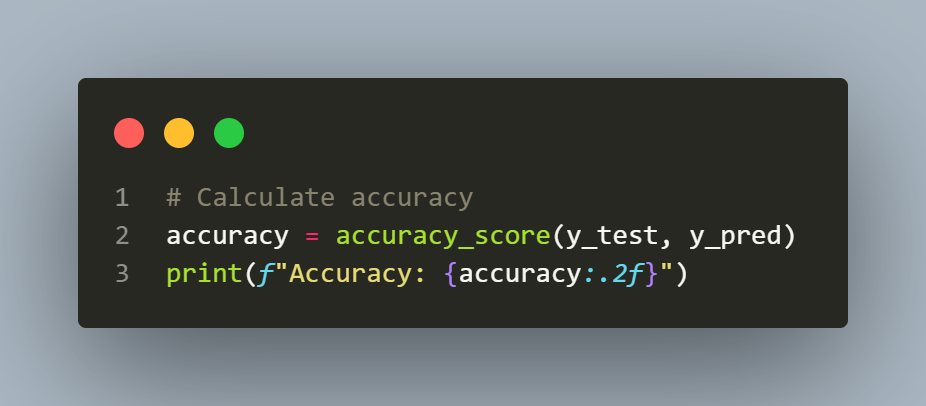 1 # Calculate accuracy
2 accuracy = accuracy_score(y_test, y_pred)
3 print(f"Accuracy: {accuracy:.2f}")